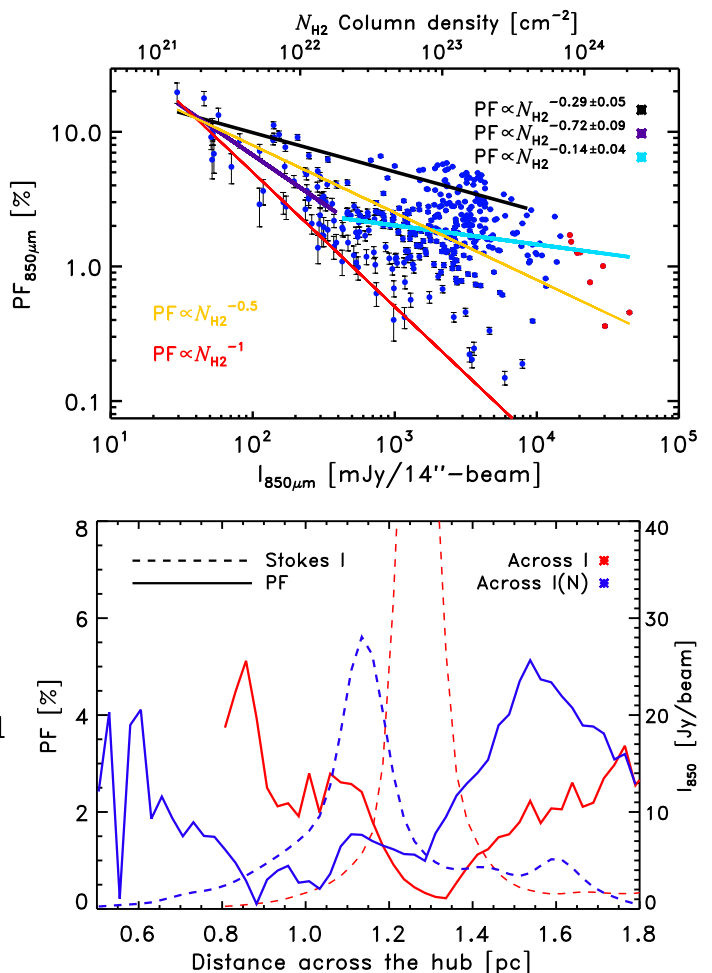 N_H2 Column density [cm^-2]
10^21 10^22 10^23 10^24
PF∝N_H2^-0.29±0.05
PF∝N_H2^-0.72±0.09
PF∝N_H2^-0.14±0.04
10.0
1.0
0.1
PF_850μm [%]
PF∝N_H2^-0.5
PF∝N_H2^-1
10^1 10^2 10^3 10^4 10^5
I_850μm [mJy/14''-beam]
8 40
Stokes I Across I
PF Across I(N)
6 30
4 20
2 10
0 0
PF [%]
I_850 [Jy/beam]
0.6 0.8 1.0 1.2 1.4 1.6 1.8
Distance across the hub [pc]